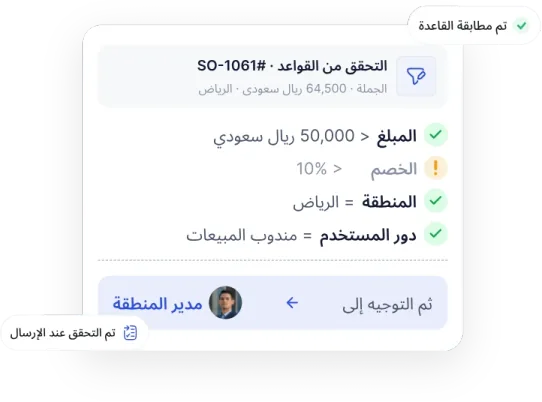 تم مطابقة القاعدة
التحقق من القواعد · #SO-1061
الجملة · 64,500 ريال سعودي · الرياض
المبلغ > 50,000 ريال سعودي
الخصم > 10%
المنطقة = الرياض
دور المستخدم = مندوب المبيعات
ثم التوجيه إلى ← مدير المنطقة
تم التحقق عند الإرسال